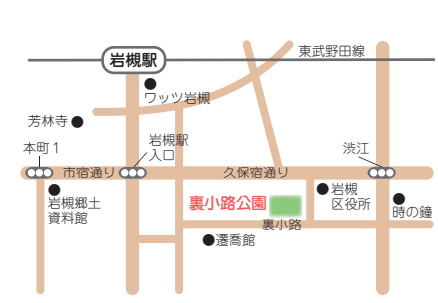 東武野田線
岩槻駅
ワッツ岩槻
芳林寺
本町1
岩槻駅
入口
渋江
市宿通り
久保宿通り
岩槻郷土
資料館
裏小路公園
岩槻
区役所
時の鐘
裏小路
遷喬館